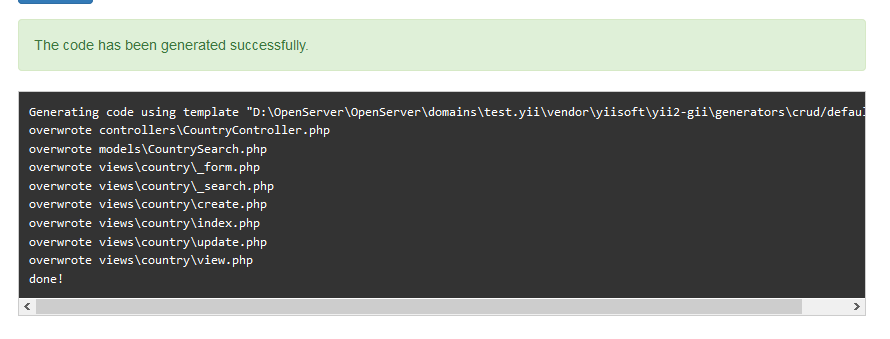 The code has been generated successfully.
Generating code using template "D:\OpenServer\OpenServer\domains\test.yii\vendor\yiisoft\yii2-gii\generators\crud/defau
overwrote controllers\CountryController.php
overwrote models\CountrySearch.php
overwrote views\country\_form.php
overwrote views\country\_search.php
overwrote views\country\create.php
overwrote views\country\index.php
overwrote views\country\update.php
overwrote views\country\view.php
done!